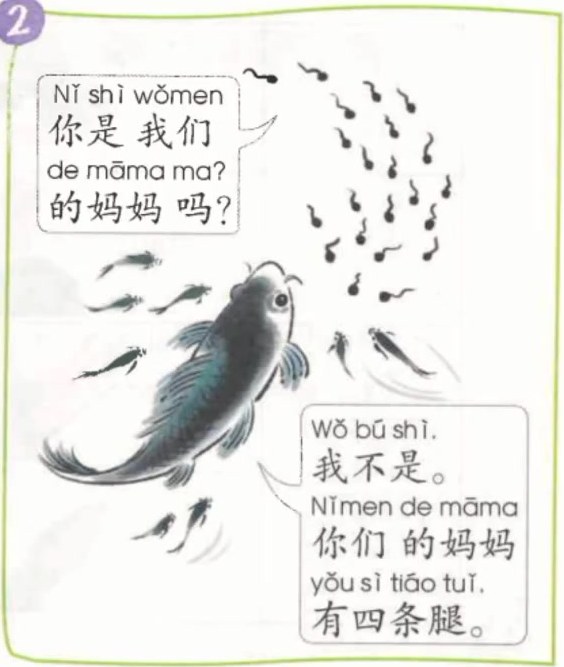 2
Nǐ shì wǒmen
你是 我们
de māma ma?
的妈妈 吗?
Wǒ bú shì.
我不是。
Nǐmen de māma
你们 的妈妈
yǒu sì tiáo tuǐ.
有四条腿。